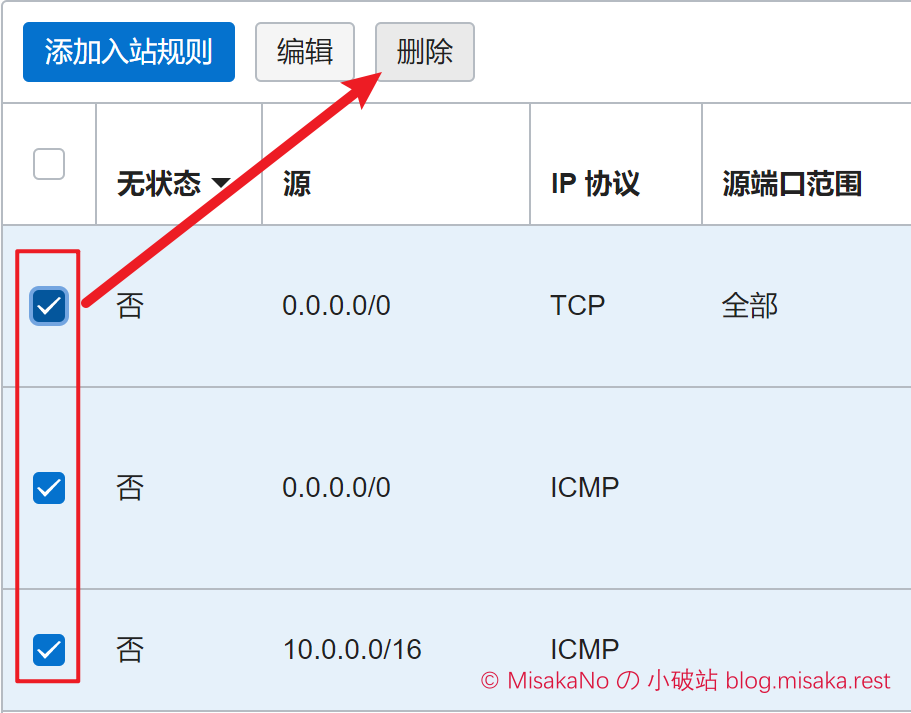 添加入站规则 编辑 删除
无状态 源 IP 协议 源端口范围
否 0.0.0.0/0 TCP 全部
否 0.0.0.0/0 ICMP
否 10.0.0.0/16 ICMP
© MisakaNo の 小破站 blog.misaka.rest